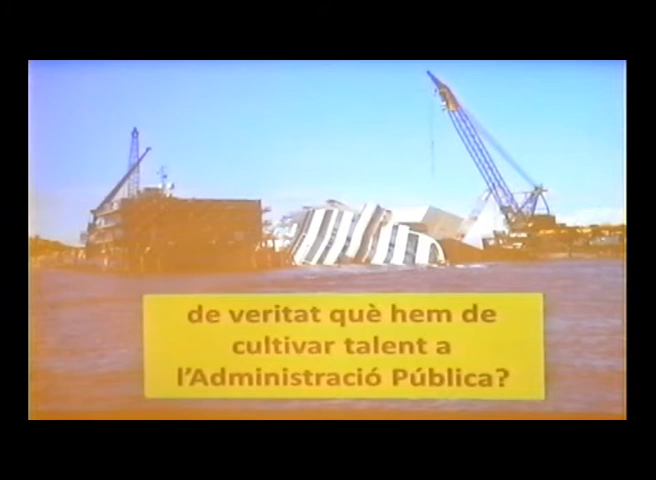 de veritat què hem de
cultivar talent a
l'Administració Pública?